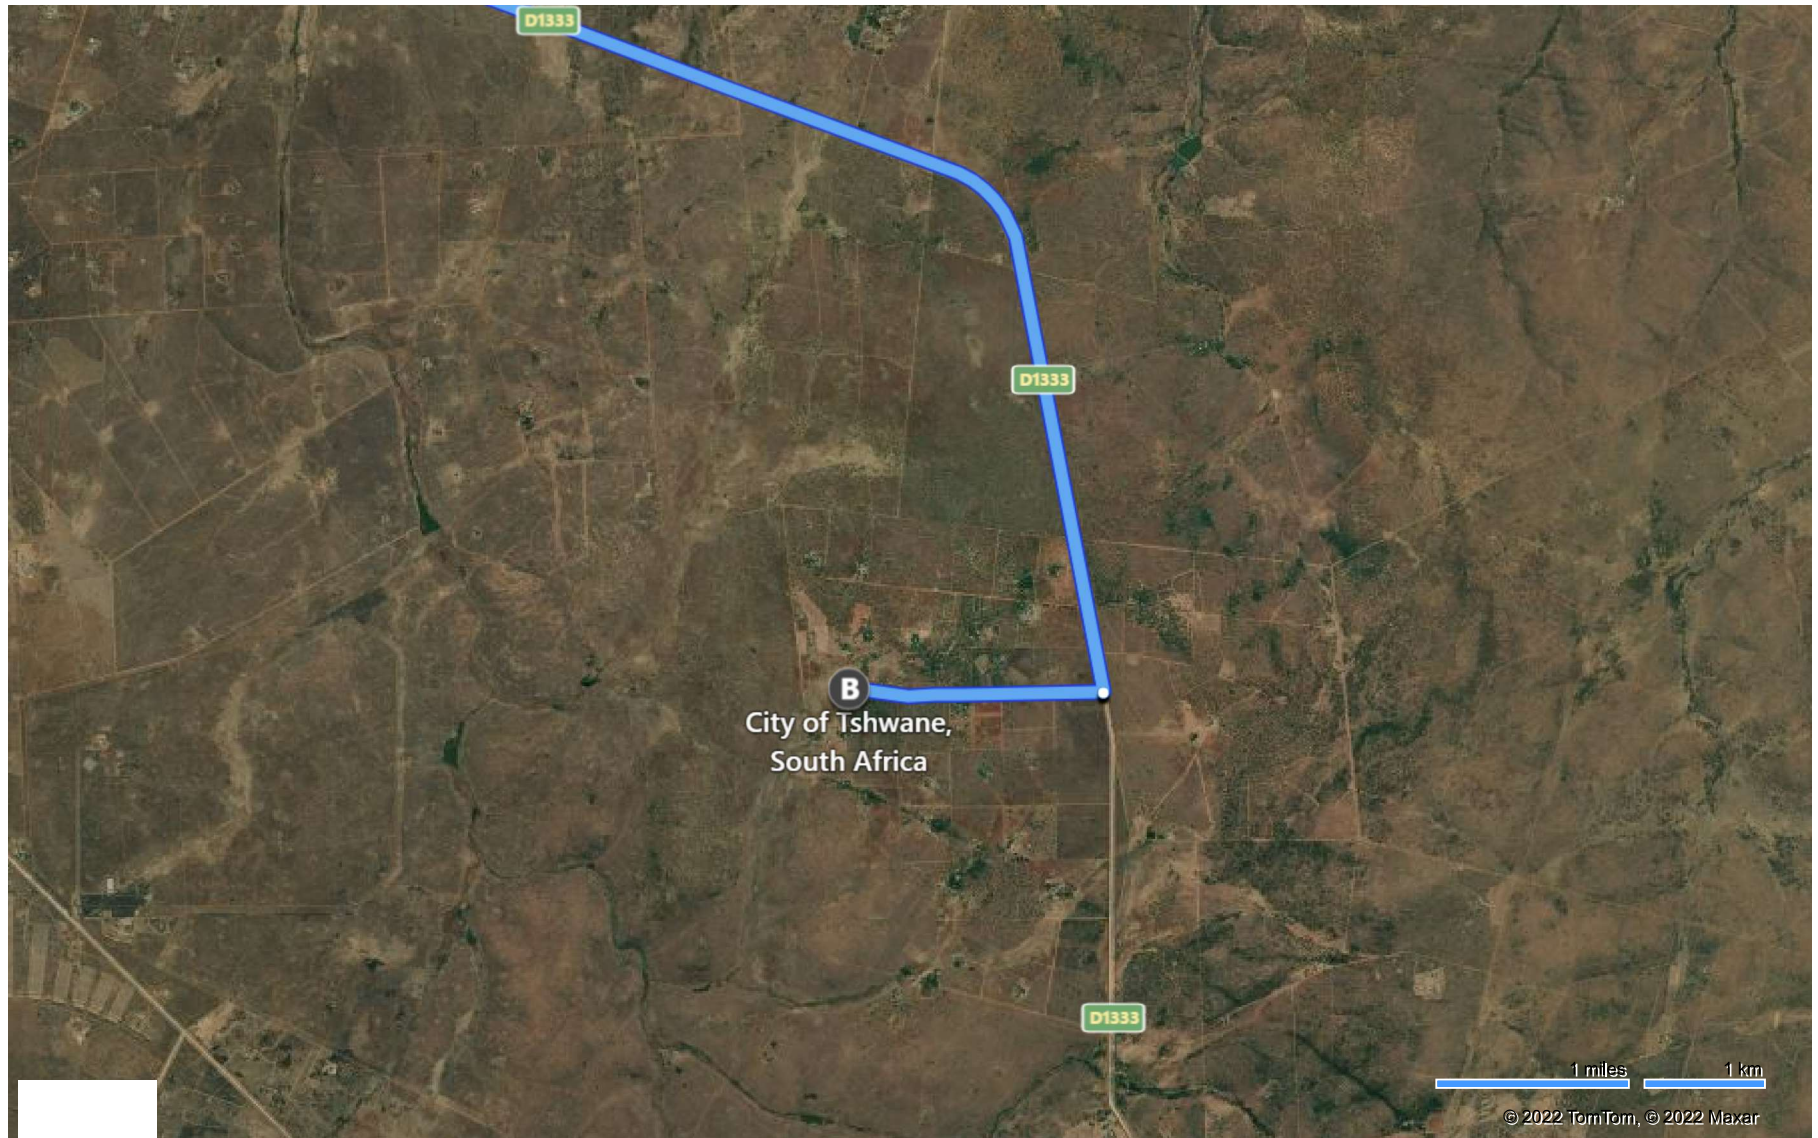 D1333
D1333
B
City of Tshwane,
South Africa
D1333
1 miles
1 km
© 2022 TomTom, © 2022 Maxar